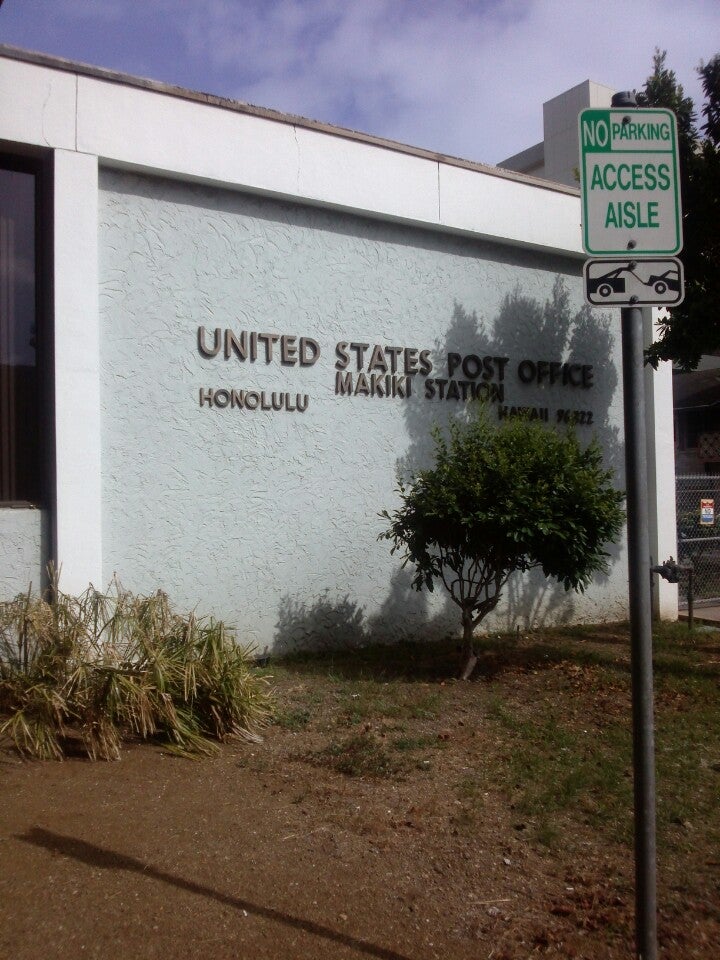 NO PARKING
ACCESS
AISLE
UNITED STATES POST OFFICE
MAKIKI STATION
HONOLULU HAWAII 96822